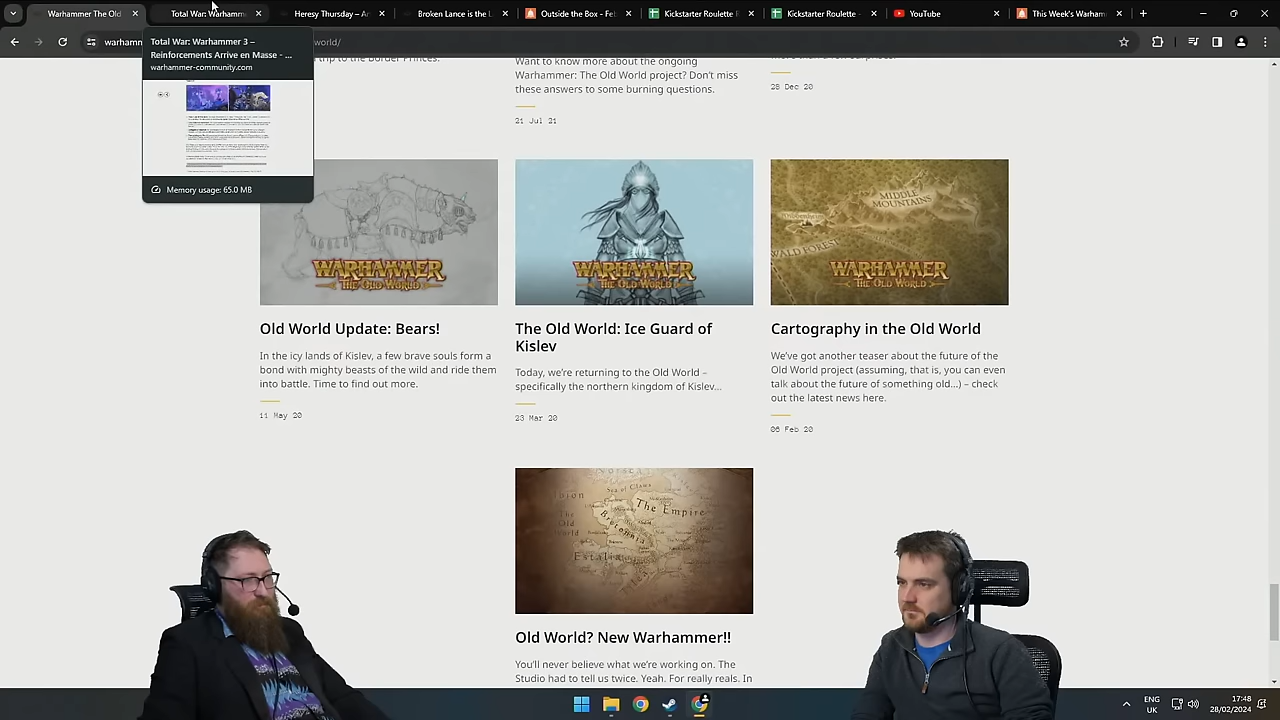 Warhammer The Old
Total War: Warhamm
Heresy Thursday – A
Broken Lance is the L
Outside the Box - Fe
Kickstarter Roulette
Kickstarter Roulette -
YouTube
This Week's Warham
warhamm
world/
Total War: Warhammer 3 –
Reinforcements Arrive en Masse - ...
warhammer-community.com
Memory usage: 65.0 MB
trip to the Border Princes.
Want to know more about the ongoing
Warhammer: The Old World project? Don't miss
these answers to some burning questions.
21 Jul 21
28 Dec 20
WARHAMMER
THE OLD WORLD
WARHAMMER
THE OLD WORLD
MIDDLE
MOUNTAINS
WARHAMMER
THE OLD WORLD
Old World Update: Bears!
In the icy lands of Kislev, a few brave souls form a
bond with mighty beasts of the wild and ride them
into battle. Time to find out more.
11 May 20
The Old World: Ice Guard of
Kislev
Today, we're returning to the Old World –
specifically the northern kingdom of Kislev...
23 Mar 20
Cartography in the Old World
We've got another teaser about the future of the
Old World project (assuming, that is, you can even
talk about the future of something old...) – check
out the latest news here.
06 Feb 20
Sea of Claws
The Empire
The
Old
World
Bretonnia
Estalia
Old World? New Warhammer!!
You'll never believe what we're working on. The
Studio had to tell us twice. Yeah. For really reals. In
ENG
UK
17:48
28/02/2024